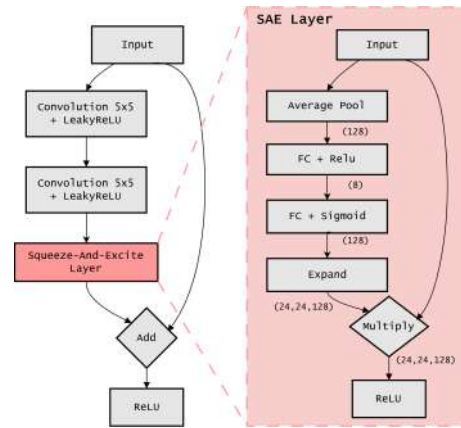 Input
Convolution 5x5
+ LeakyReLU
Convolution 5x5
+ LeakyReLU
Squeeze-And-Excite
Layer
Add
ReLU
SAE Layer
Input
Average Pool
(128)
FC + Relu
(8)
FC + Sigmoid
(128)
Expand
(24,24,128)
Multiply
(24,24,128)
ReLU